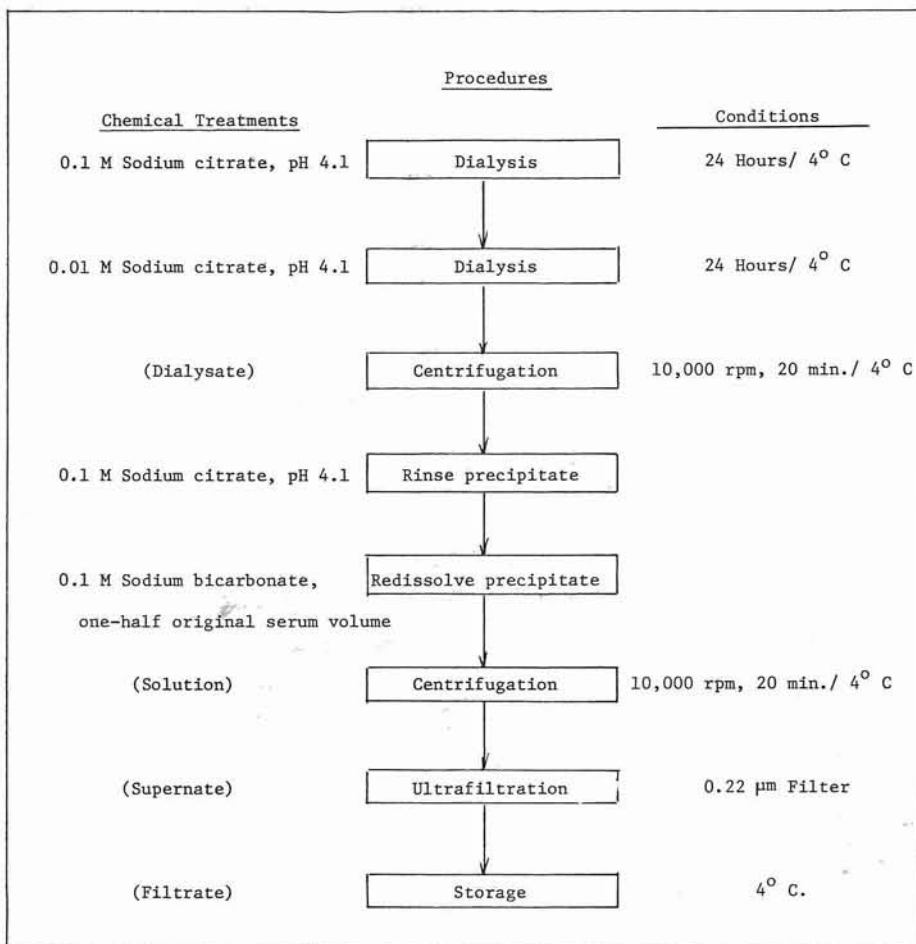 Procedures
Chemical Treatments
Conditions
0.1 M Sodium citrate, pH 4.1 Dialysis 24 Hours/ 4° C
0.01 M Sodium citrate, pH 4.1 Dialysis 24 Hours/ 4° C
(Dialysate) Centrifugation 10,000 rpm, 20 min./ 4° C
0.1 M Sodium citrate, pH 4.1 Rinse precipitate
0.1 M Sodium bicarbonate, Redissolve precipitate
one-half original serum volume
(Solution) Centrifugation 10,000 rpm, 20 min./ 4° C
(Supernate) Ultrafiltration 0.22 µm Filter
(Filtrate) Storage 4° C.